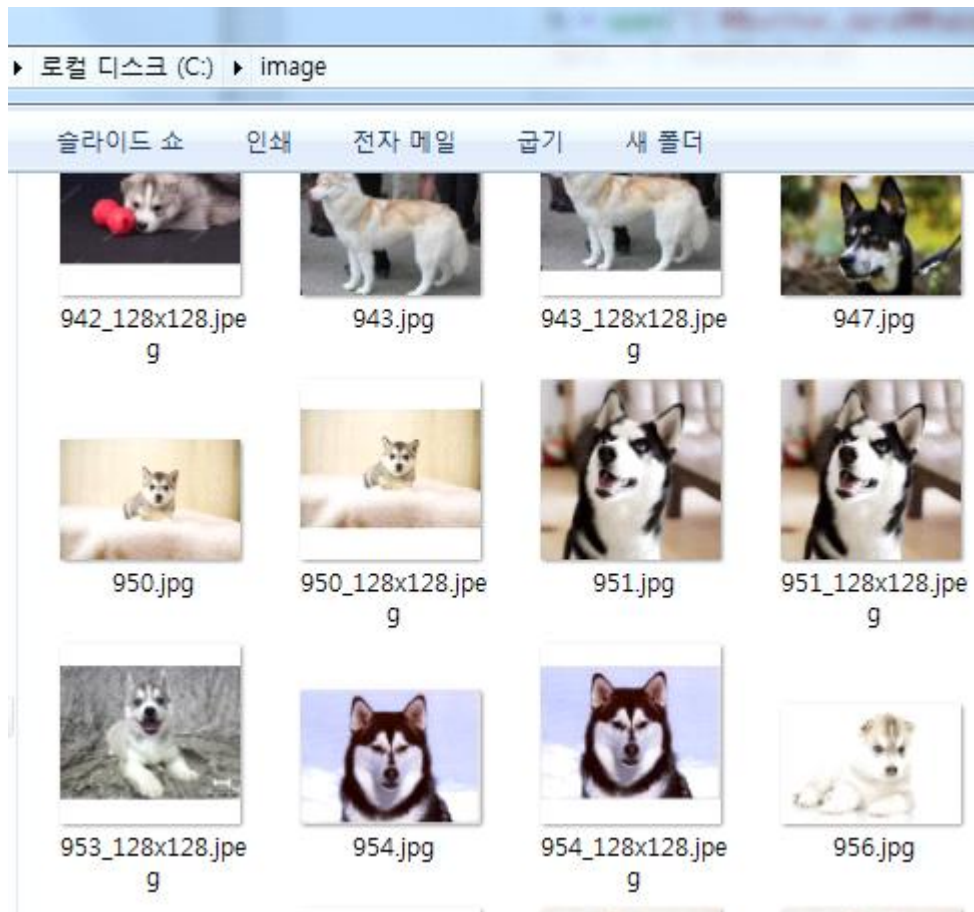 로컬 디스크 (C:) image
슬라이드 쇼 인쇄 전자 메일 굽기 새 폴더
942_128x128.jpe
g
943.jpg
943_128x128.jpe
g
947.jpg
950.jpg
950_128x128.jpe
g
951.jpg
951_128x128.jpe
g
953_128x128.jpe
g
954.jpg
954_128x128.jpe
g
956.jpg